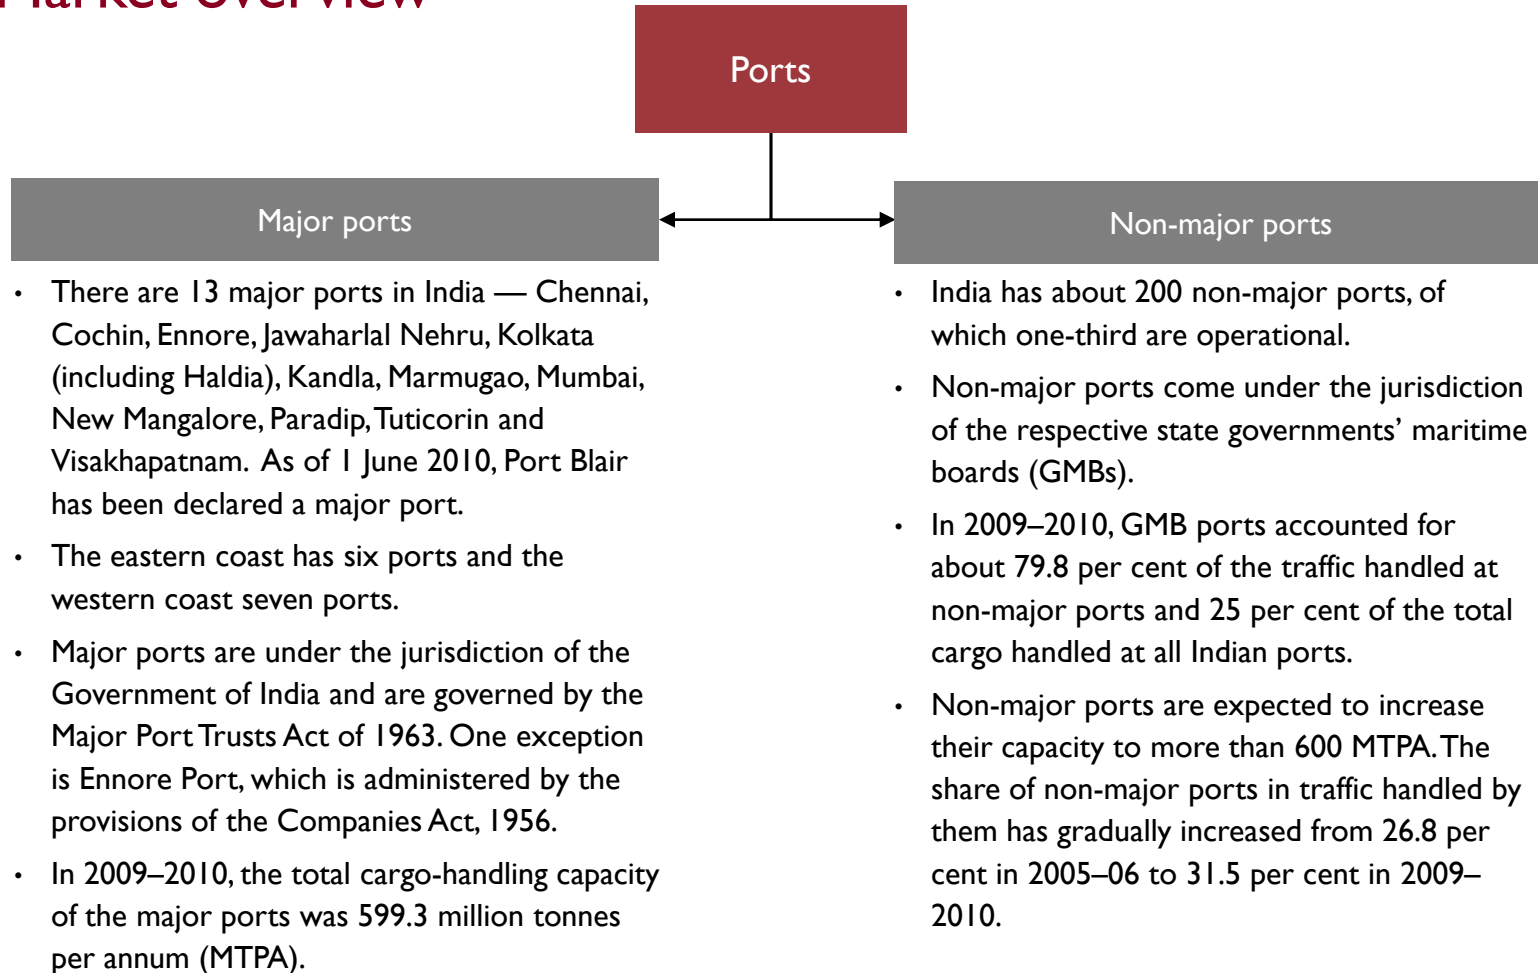 Market overview
Ports
Major ports
• There are 13 major ports in India — Chennai,
Cochin, Ennore, Jawaharlal Nehru, Kolkata
(including Haldia), Kandla, Marmugao, Mumbai,
New Mangalore, Paradip, Tuticorin and
Visakhapatnam. As of 1 June 2010, Port Blair
has been declared a major port.
• The eastern coast has six ports and the
western coast seven ports.
• Major ports are under the jurisdiction of the
Government of India and are governed by the
Major Port Trusts Act of 1963. One exception
is Ennore Port, which is administered by the
provisions of the Companies Act, 1956.
• In 2009–2010, the total cargo-handling capacity
of the major ports was 599.3 million tonnes
per annum (MTPA).
Non-major ports
• India has about 200 non-major ports, of
which one-third are operational.
• Non-major ports come under the jurisdiction
of the respective state governments’ maritime
boards (GMBs).
• In 2009–2010, GMB ports accounted for
about 79.8 per cent of the traffic handled at
non-major ports and 25 per cent of the total
cargo handled at all Indian ports.
• Non-major ports are expected to increase
their capacity to more than 600 MTPA. The
share of non-major ports in traffic handled by
them has gradually increased from 26.8 per
cent in 2005–06 to 31.5 per cent in 2009–
2010.